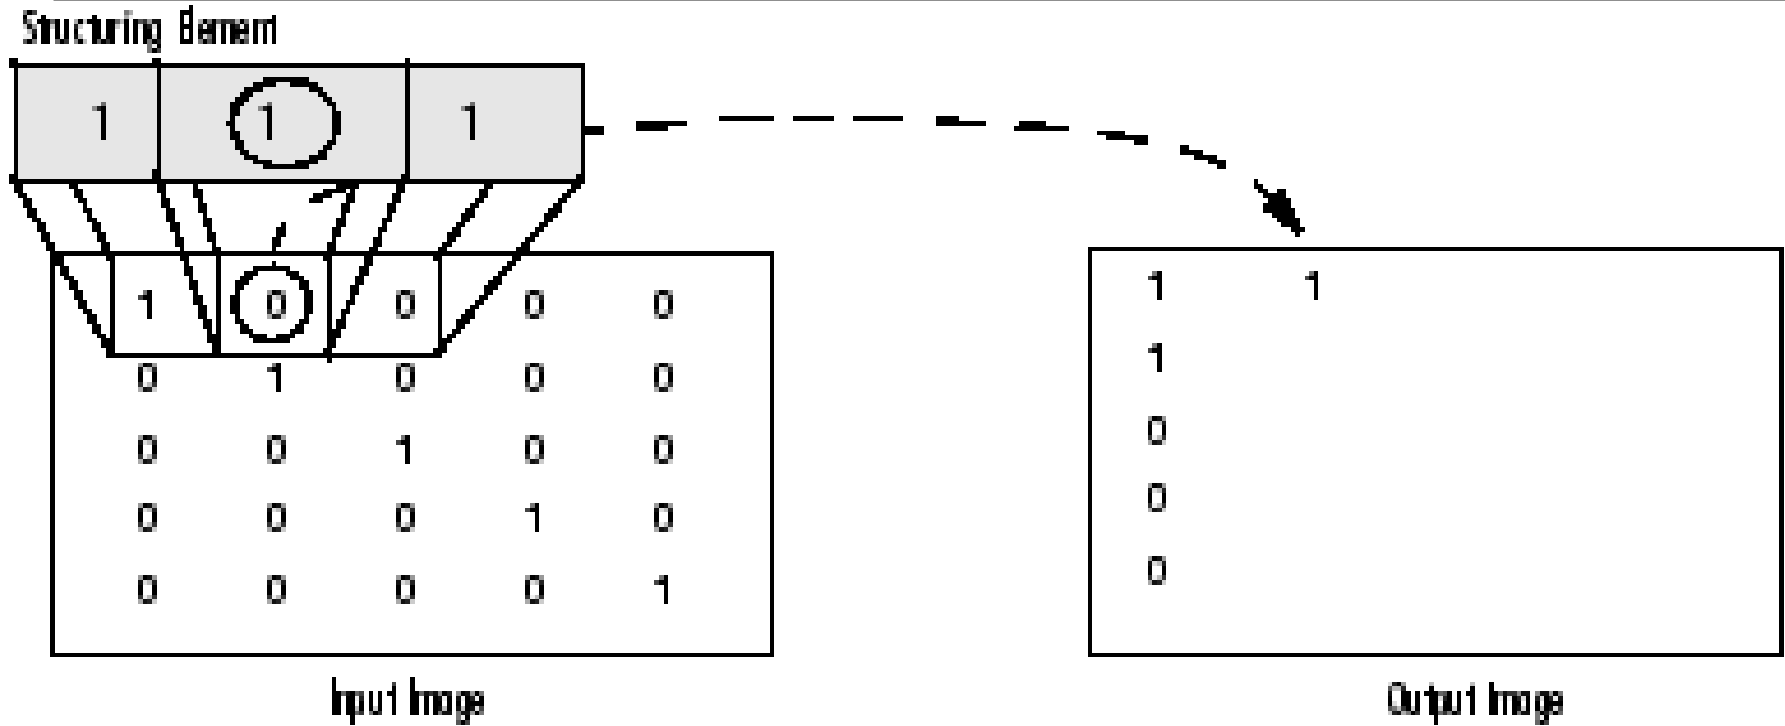 Structuring Element
1 1 1
1 0 0 0 0
0 1 0 0 0
0 0 1 0 0
0 0 0 1 0
0 0 0 0 1
Input Image
1 1
1
0
0
0
Output Image